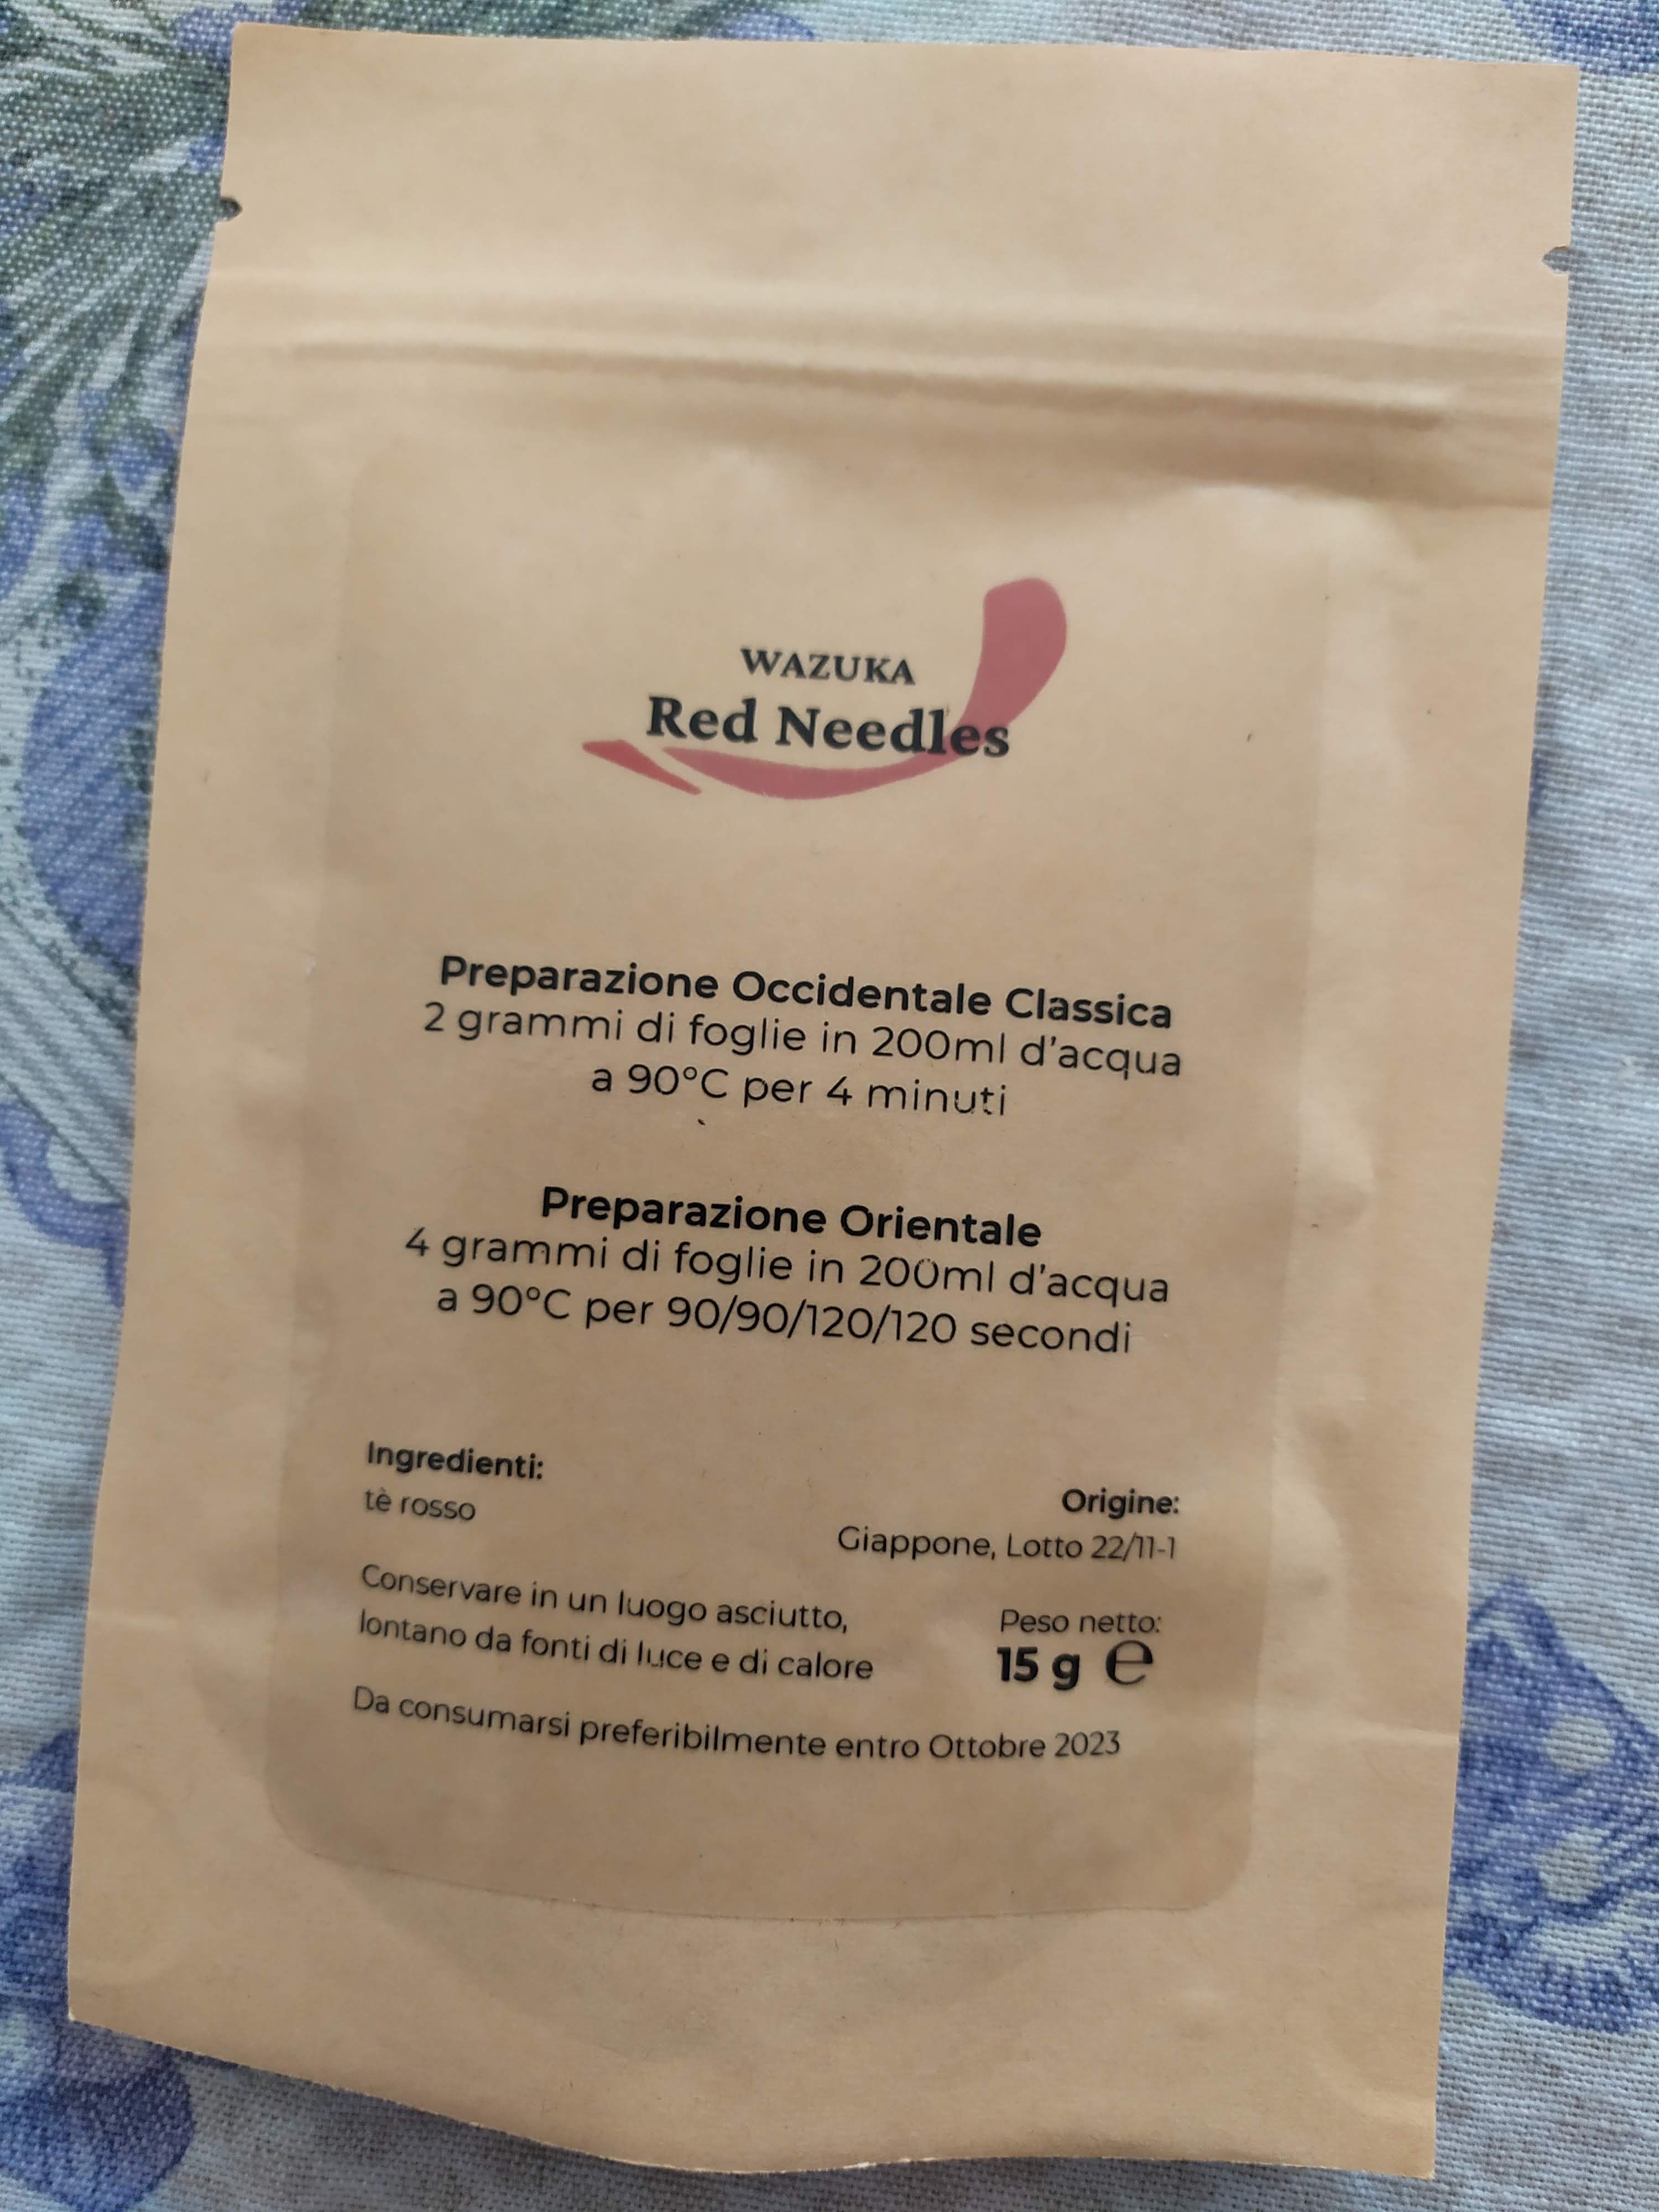 WAZUKA
Red Needles
Preparazione Occidentale Classica
2 grammi di foglie in 200ml d'acqua
a 90°C per 4 minuti
Preparazione Orientale
4 grammi di foglie in 200ml d'acqua
a 90°C per 90/90/120/120 secondi
Ingredienti:
tè rosso
Origine:
Giappone, Lotto 22/11-1
Conservare in un luogo asciutto,
lontano da fonti di luce e di calore
Peso netto:
15 g ℮
Da consumarsi preferibilmente entro Ottobre 2023